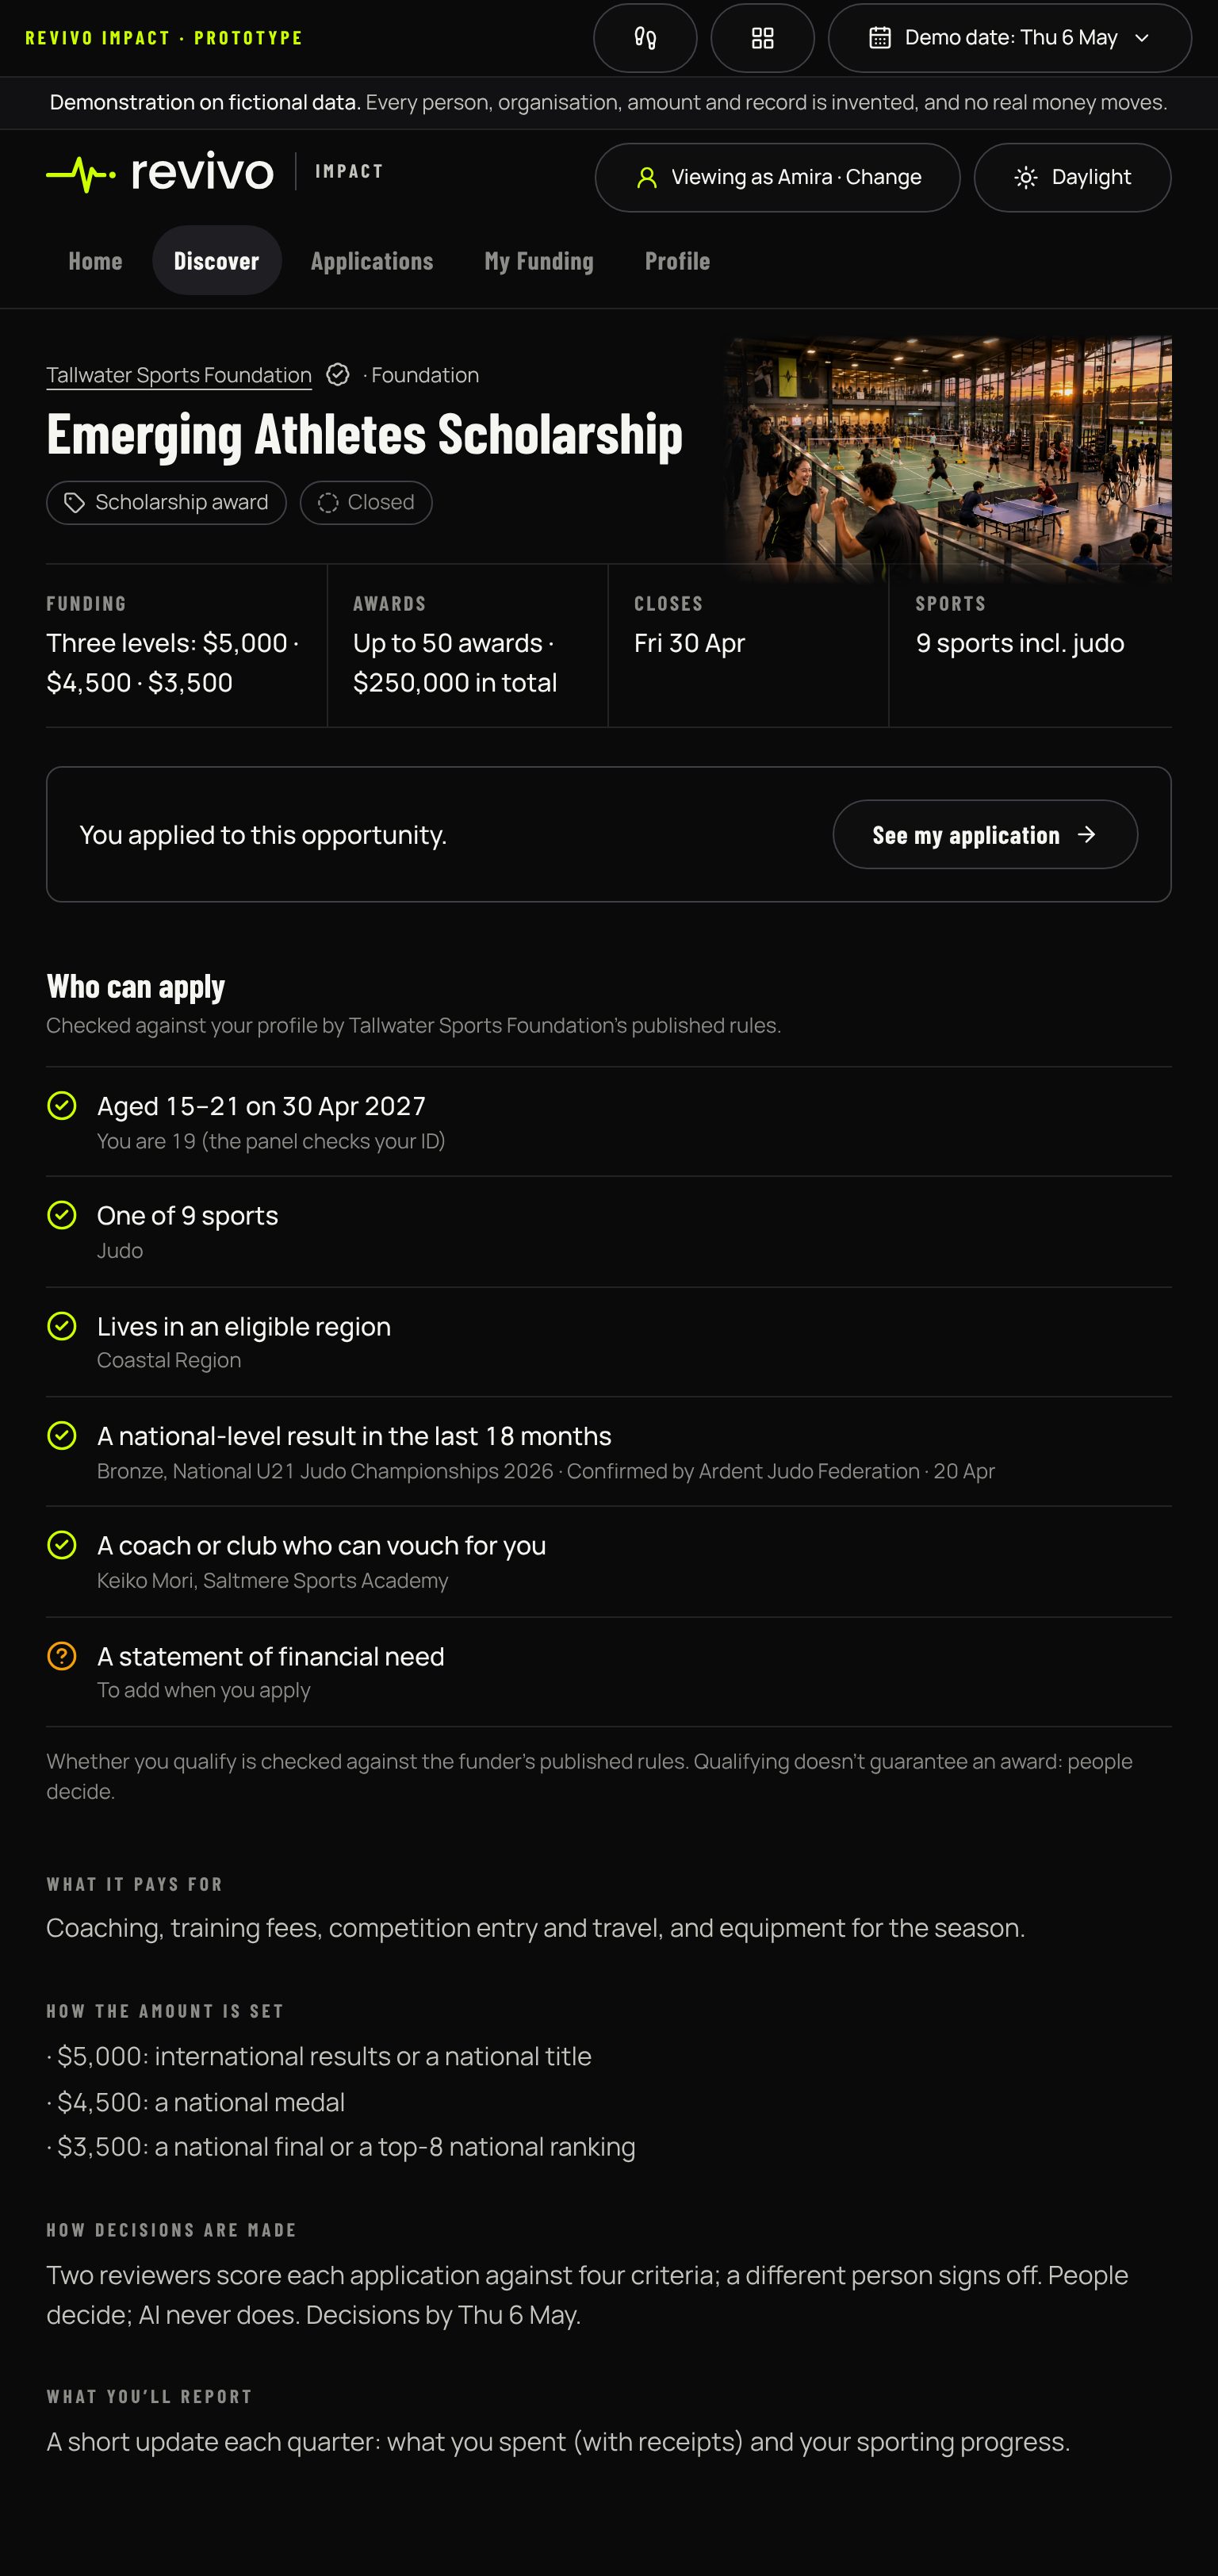 REVIVO IMPACT · PROTOTYPE
Demo date: Thu 6 May
Demonstration on fictional data. Every person, organisation, amount and record is invented, and no real money moves.
revivo
IMPACT
Viewing as Amira · Change
Daylight
Home
Discover
Applications
My Funding
Profile
Tallwater Sports Foundation · Foundation
Emerging Athletes Scholarship
Scholarship award
Closed
FUNDING
Three levels: $5,000 ·
$4,500 · $3,500
AWARDS
Up to 50 awards ·
$250,000 in total
CLOSES
Fri 30 Apr
SPORTS
9 sports incl. judo
You applied to this opportunity.
See my application
Who can apply
Checked against your profile by Tallwater Sports Foundation’s published rules.
Aged 15–21 on 30 Apr 2027
You are 19 (the panel checks your ID)
One of 9 sports
Judo
Lives in an eligible region
Coastal Region
A national-level result in the last 18 months
Bronze, National U21 Judo Championships 2026 · Confirmed by Ardent Judo Federation · 20 Apr
A coach or club who can vouch for you
Keiko Mori, Saltmere Sports Academy
A statement of financial need
To add when you apply
Whether you qualify is checked against the funder’s published rules. Qualifying doesn’t guarantee an award: people
decide.
WHAT IT PAYS FOR
Coaching, training fees, competition entry and travel, and equipment for the season.
HOW THE AMOUNT IS SET
· $5,000: international results or a national title
· $4,500: a national medal
· $3,500: a national final or a top-8 national ranking
HOW DECISIONS ARE MADE
Two reviewers score each application against four criteria; a different person signs off. People
decide; AI never does. Decisions by Thu 6 May.
WHAT YOU’LL REPORT
A short update each quarter: what you spent (with receipts) and your sporting progress.